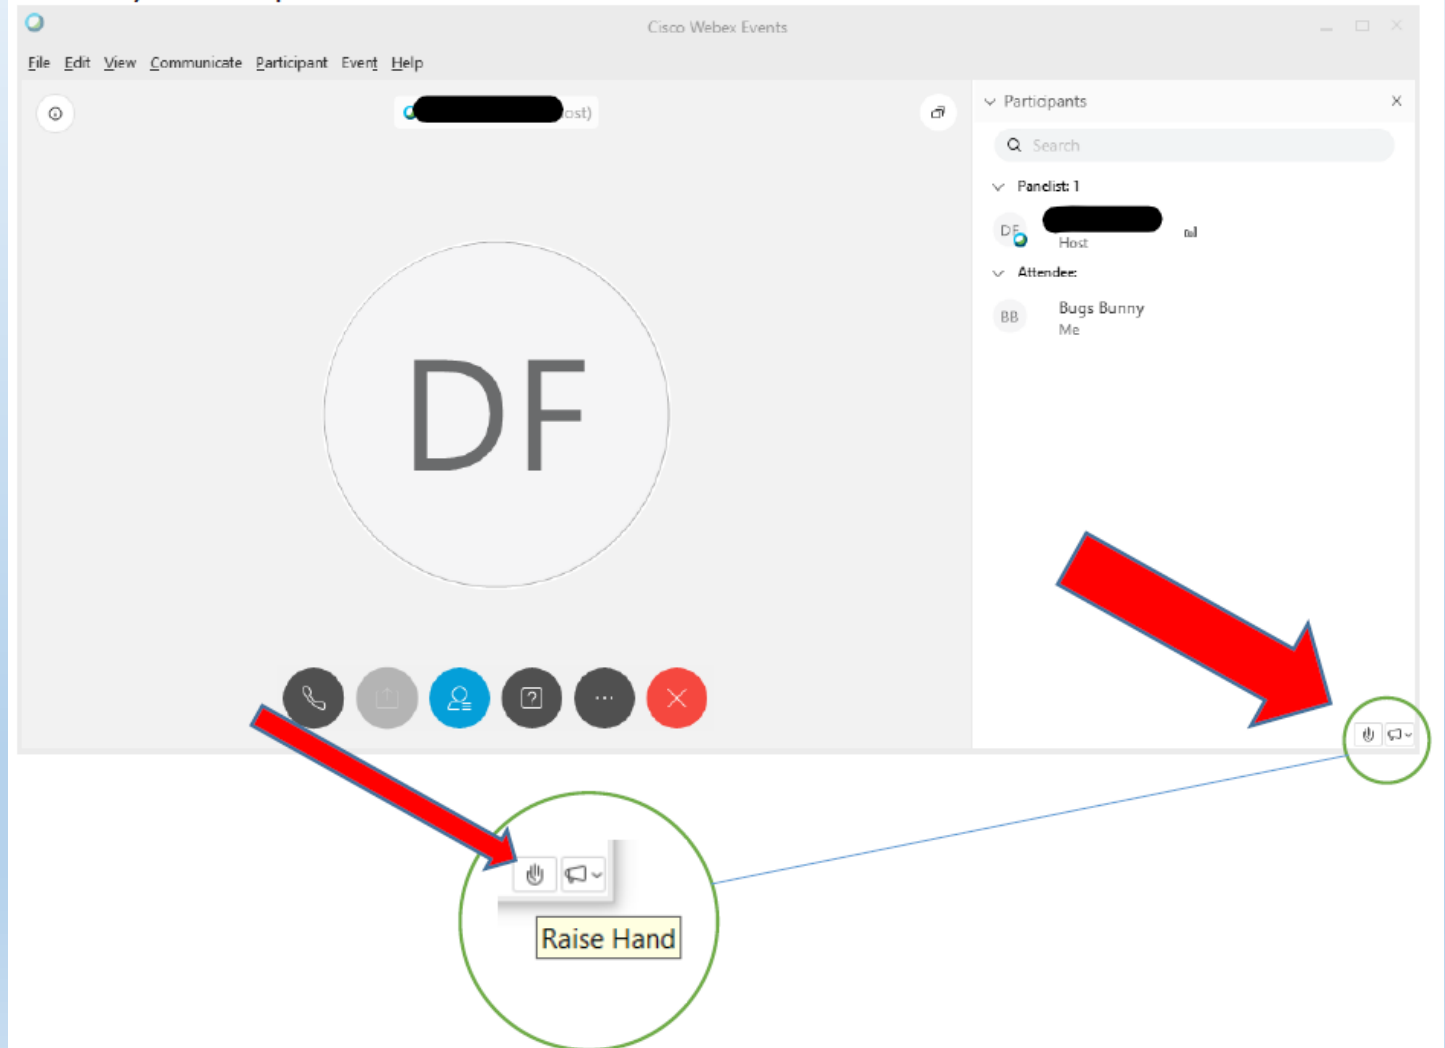 Cisco Webex Events
File Edit View Communicate Participant Event Help
ost)
Participants
Search
Panelist: 1
DF
Host
Attendee:
BB
Bugs Bunny
Me
DF
?
Raise Hand